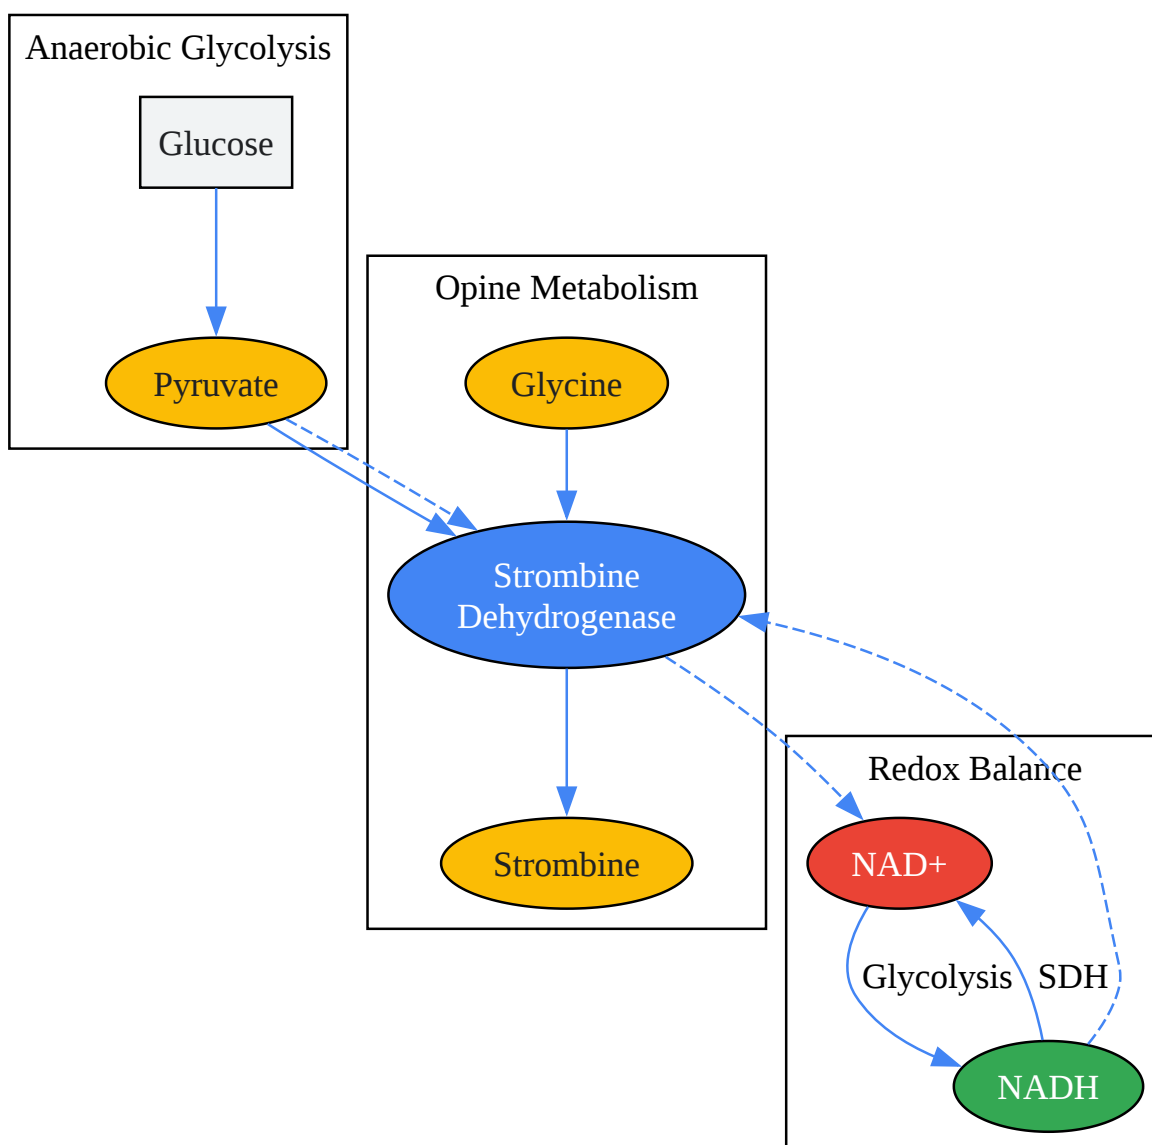 Anaerobic Glycolysis
Glucose
Pyruvate
Opine Metabolism
Glycine
Strombine
Dehydrogenase
Strombine
Redox Balance
NAD+
Glycolysis
SDH
NADH